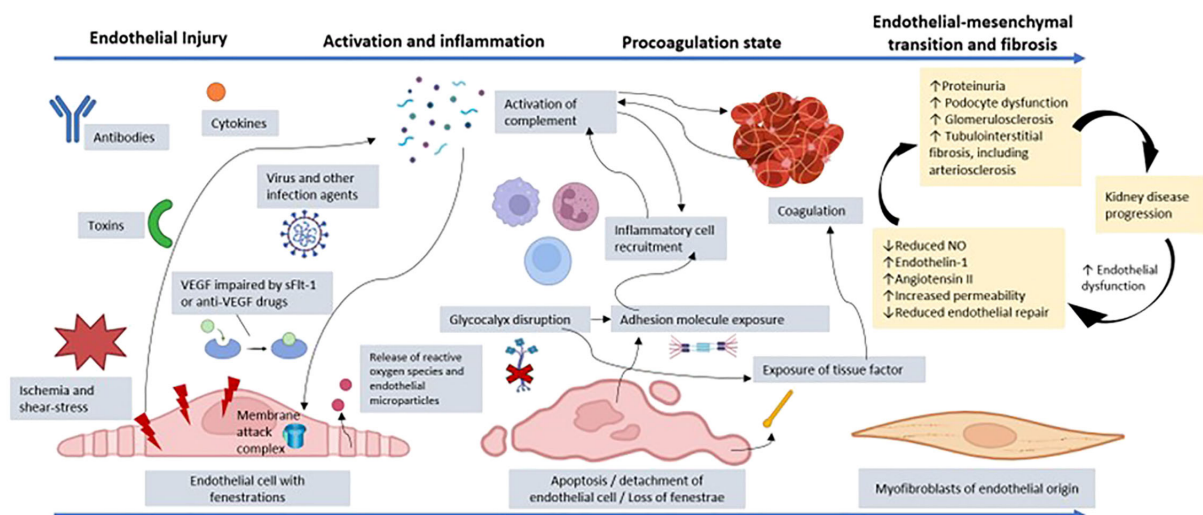 Endothelial Injury
Activation and inflammation
Procoagulation state
Endothelial-mesenchymal
transition and fibrosis
Antibodies
Cytokines
Toxins
Virus and other
infection agents
VEGF impaired by sFlt-1
or anti-VEGF drugs
Ischemia and
shear-stress
Membrane
attack
complex
Release of reactive
oxygen species and
endothelial
microparticles
Endothelial cell with
fenestrations
Activation of
complement
Inflammatory cell
recruitment
Glycocalyx disruption
Adhesion molecule exposure
Coagulation
Exposure of tissue factor
Apoptosis / detachment of
endothelial cell / Loss of fenestrae
↑Proteinuria
↑ Podocyte dysfunction
↑ Glomerulosclerosis
↑ Tubulointerstitial
fibrosis, including
arteriosclerosis
Kidney disease
progression
↑ Endothelial
dysfunction
↓Reduced NO
↑Endothelin-1
↑Angiotensin II
↑Increased permeability
↓Reduced endothelial repair
Myofibroblasts of endothelial origin